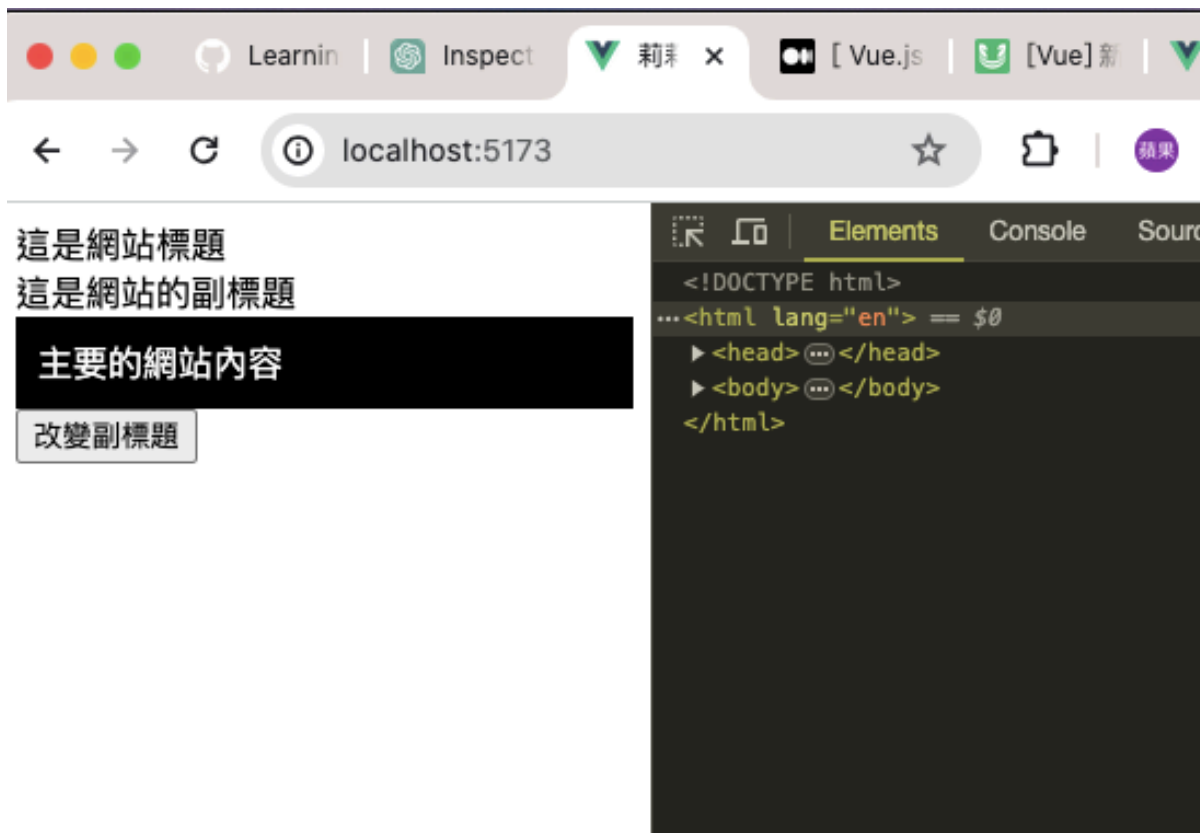 Learnin
Inspect
莉
[ Vue.js
[Vue] 新
localhost:5173
蘋果
這是網站標題
這是網站的副標題
主要的網站內容
改變副標題
Elements Console Sourc
<!DOCTYPE html>
<html lang="en"> == $0
<head> </head>
<body> </body>
</html>